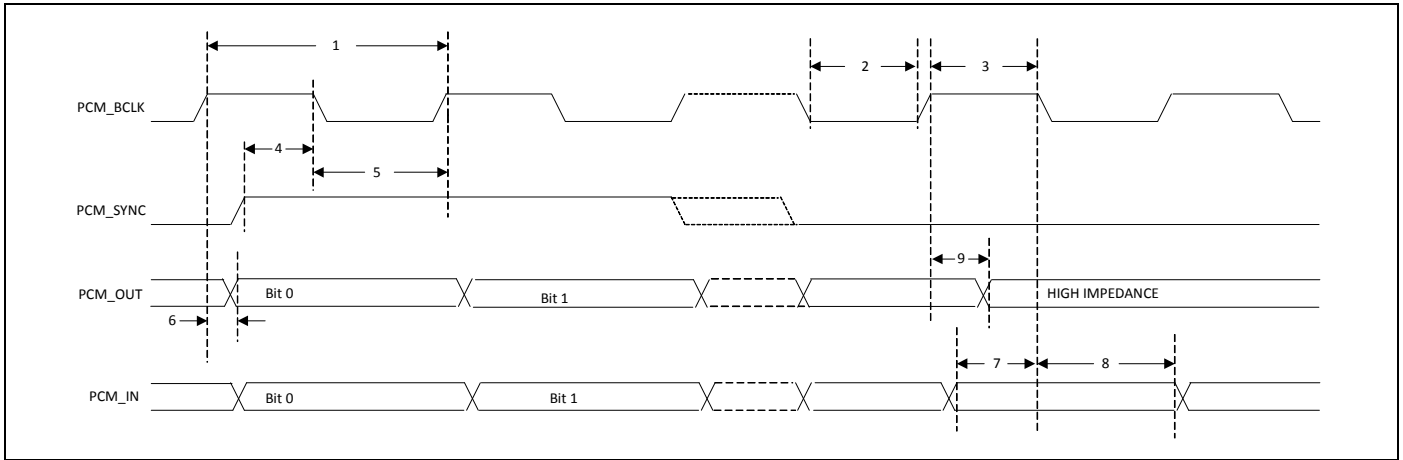 1
2
3
PCM_BCLK
4
5
PCM_SYNC
9
PCM_OUT
Bit 0
Bit 1
HIGH IMPEDANCE
6
7
8
PCM_IN
Bit 0
Bit 1